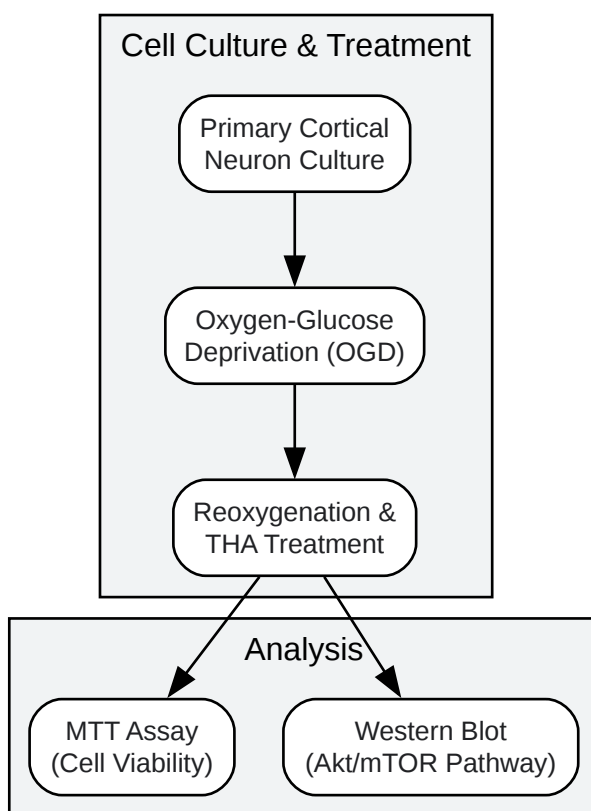 Cell Culture & Treatment
Primary Cortical
Neuron Culture
Oxygen-Glucose
Deprivation (OGD)
Reoxygenation &
THA Treatment
Analysis
MTT Assay
(Cell Viability)
Western Blot
(Akt/mTOR Pathway)